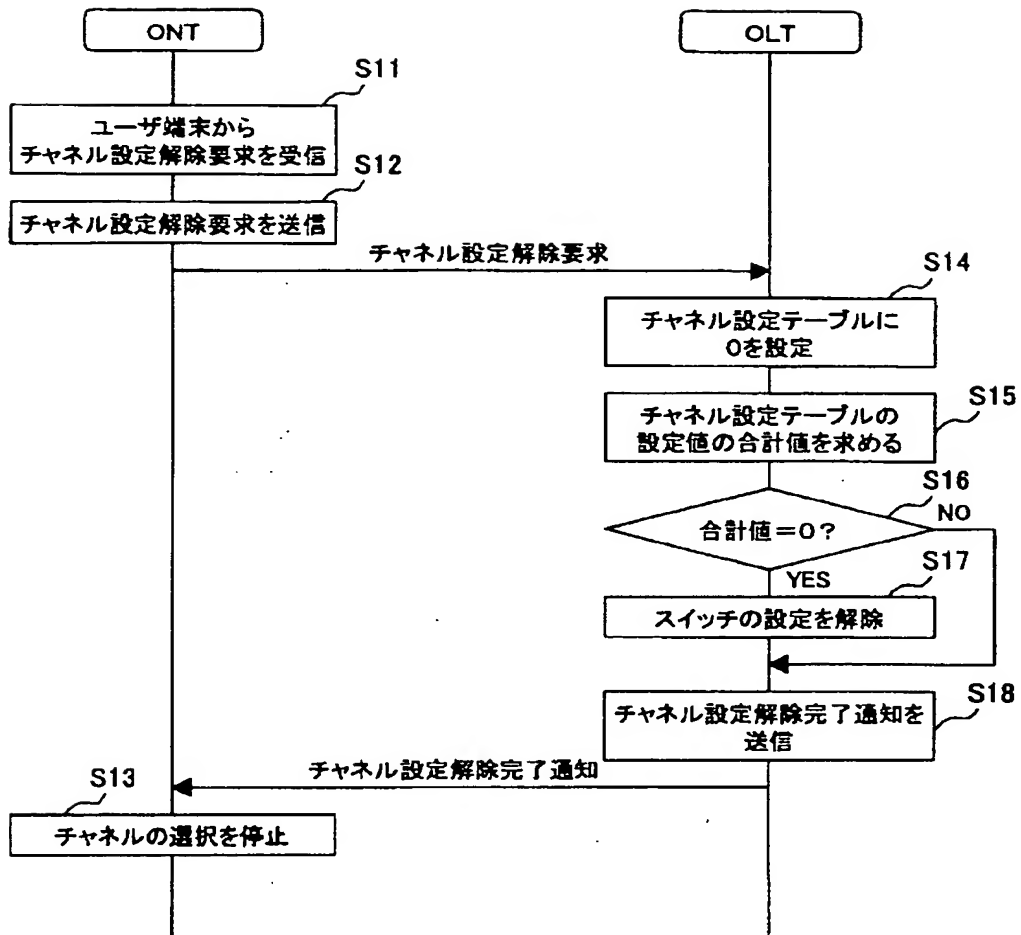 ONT
OLT
S11
ユーザ端末から
チャネル設定解除要求を受信
S12
チャネル設定解除要求を送信
チャネル設定解除要求
S14
チャネル設定テーブルに
0を設定
S15
チャネル設定テーブルの
設定値の合計値を求める
S16
合計値=0?
NO
YES
S17
スイッチの設定を解除
S18
チャネル設定解除完了通知を
送信
チャネル設定解除完了通知
S13
チャネルの選択を停止